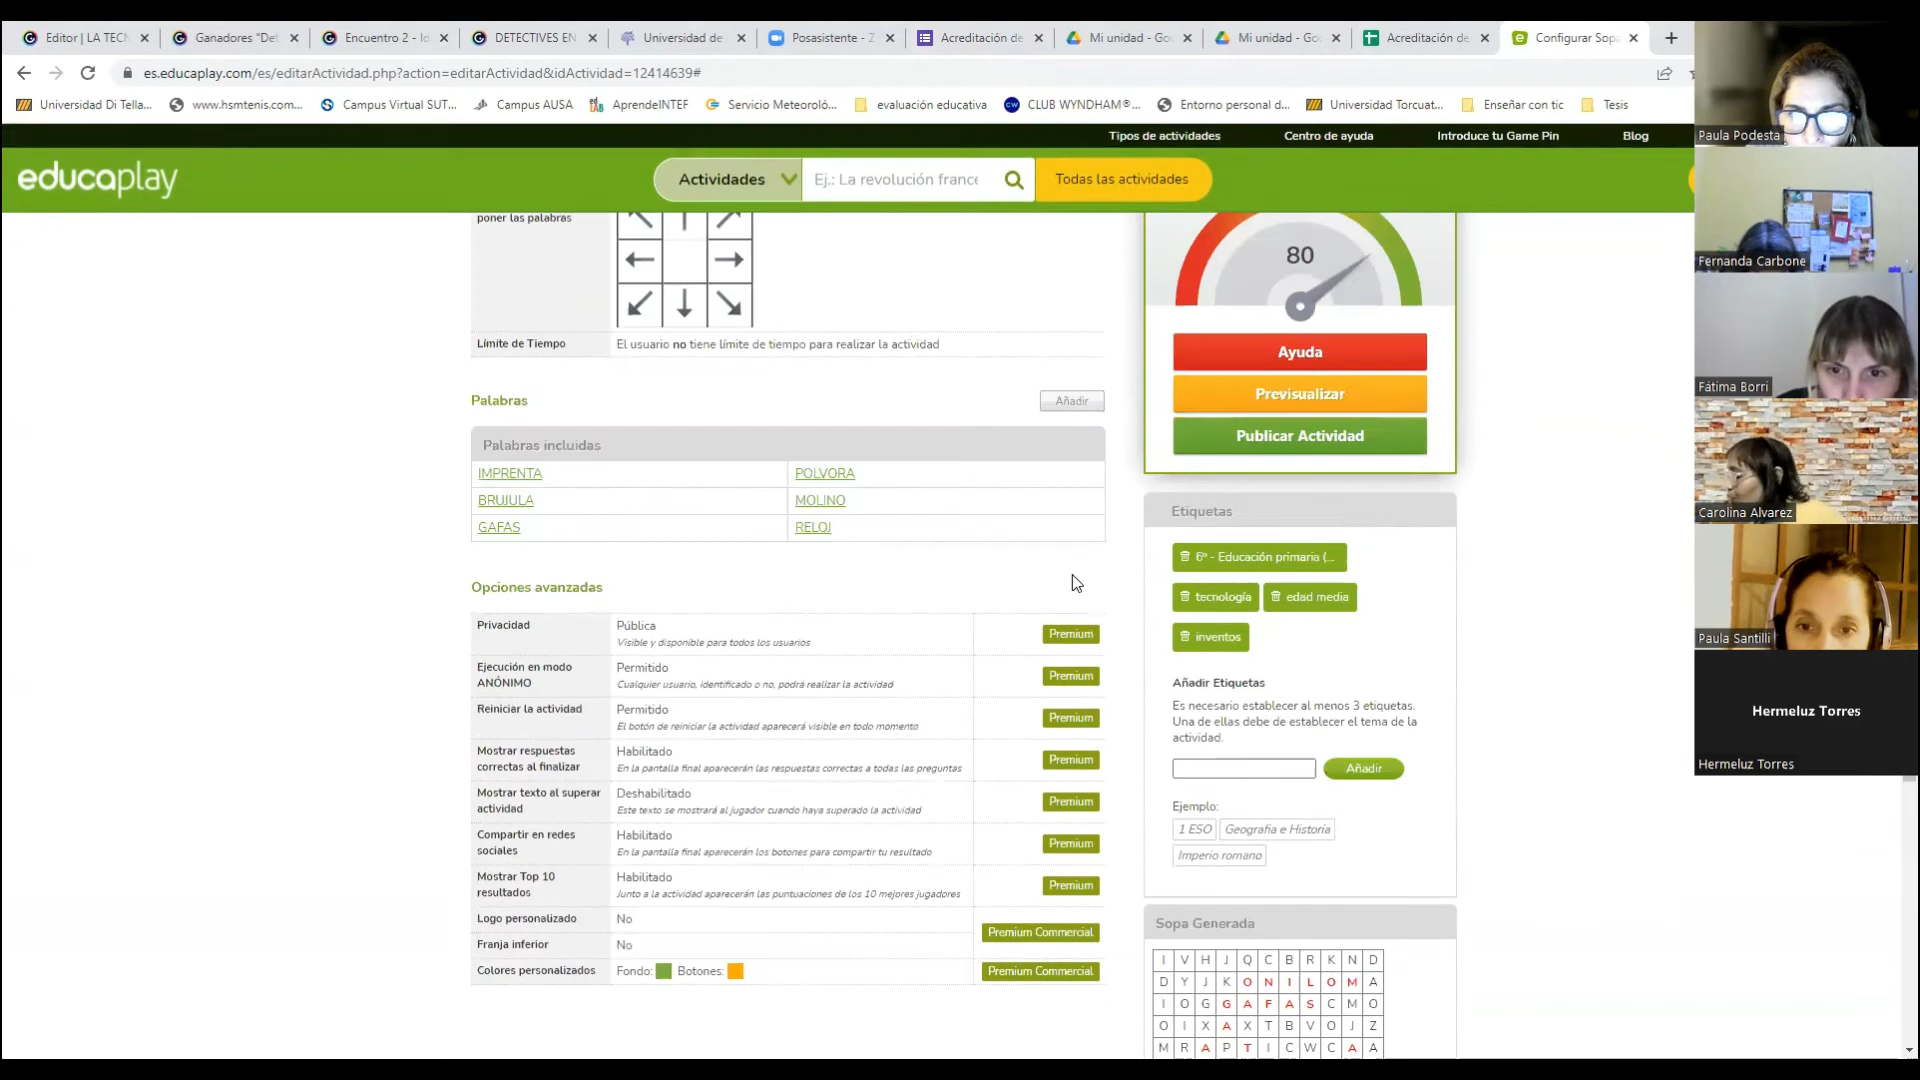 Editor | LA TECN
Ganadores "Det
Encuentro 2 - Id
DETECTIVES EN
Universidad de
Posasistente - Z
Acreditación de
Mi unidad - Goo
Mi unidad - Goo
Acreditación de
Configurar Sopa
es.educaplay.com/es/editarActividad.php?action=editarActividad&idActividad=12414639#
Universidad Di Tella...
www.hsmtenis.com...
Campus Virtual SUT...
Campus AUSA
AprendeINTEF
Servicio Meteoroló...
evaluación educativa
CLUB WYNDHAM®...
Entorno personal d...
Universidad Torcuat...
Enseñar con tic
Tesis
Tipos de actividades
Centro de ayuda
Introduce tu Game Pin
Blog
educaplay
Actividades
Ej.: La revolución france
Todas las actividades
poner las palabras
Límite de Tiempo
El usuario no tiene límite de tiempo para realizar la actividad
Palabras
Añadir
Palabras incluidas
IMPRENTA
POLVORA
BRUJULA
MOLINO
GAFAS
RELOJ
Opciones avanzadas
Privacidad
Pública
Visible y disponible para todos los usuarios
Premium
Ejecución en modo
ANÓNIMO
Permitido
Cualquier usuario, identificado o no, podrá realizar la actividad
Premium
Reiniciar la actividad
Permitido
El botón de reiniciar la actividad aparecerá visible en todo momento
Premium
Mostrar respuestas
correctas al finalizar
Habilitado
En la pantalla final aparecerán las respuestas correctas a todas las preguntas
Premium
Mostrar texto al superar
actividad
Deshabilitado
Este texto se mostrará al jugador cuando haya superado la actividad
Premium
Compartir en redes
sociales
Habilitado
En la pantalla final aparecerán los botones para compartir tu resultado
Premium
Mostrar Top 10
resultados
Habilitado
Junto a la actividad aparecerán las puntuaciones de los 10 mejores jugadores
Premium
Logo personalizado
No
Premium Commercial
Franja inferior
No
Colores personalizados
Fondo:
Botones:
Premium Commercial
80
Ayuda
Previsualizar
Publicar Actividad
Etiquetas
6º - Educación primaria (...
tecnología
edad media
inventos
Añadir Etiquetas
Es necesario establecer al menos 3 etiquetas.
Una de ellas debe de establecer el tema de la
actividad.
Añadir
Ejemplo:
1 ESO
Geografia e Historia
Imperio romano
Sopa Generada
I V H J Q C B R K N D
D Y J K O N I L O M A
I O G G A F A S C M O
O I X A X T B V O J Z
M R A P T I C W C A A
Paula Podesta
Fernanda Carbone
Fátima Borri
Carolina Alvarez
Paula Santilli
Hermeluz Torres
Hermeluz Torres